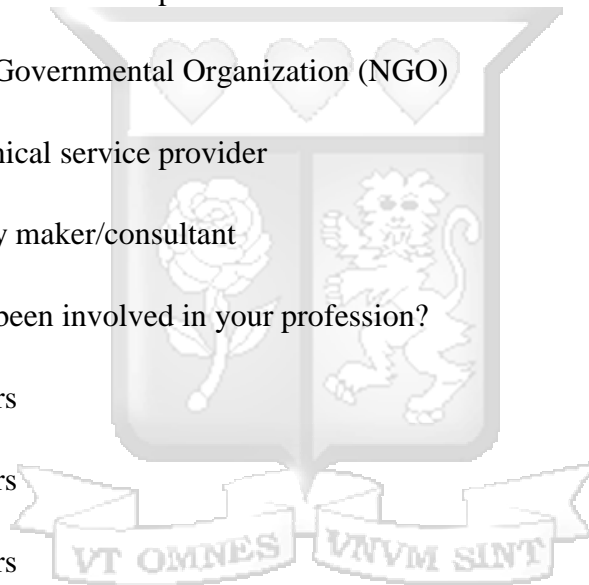 Governmental Organization (NGO)
nical service provider
y maker/consultant
been involved in your profession?
rs
rs
rs
VT OMNES VNVM SINT